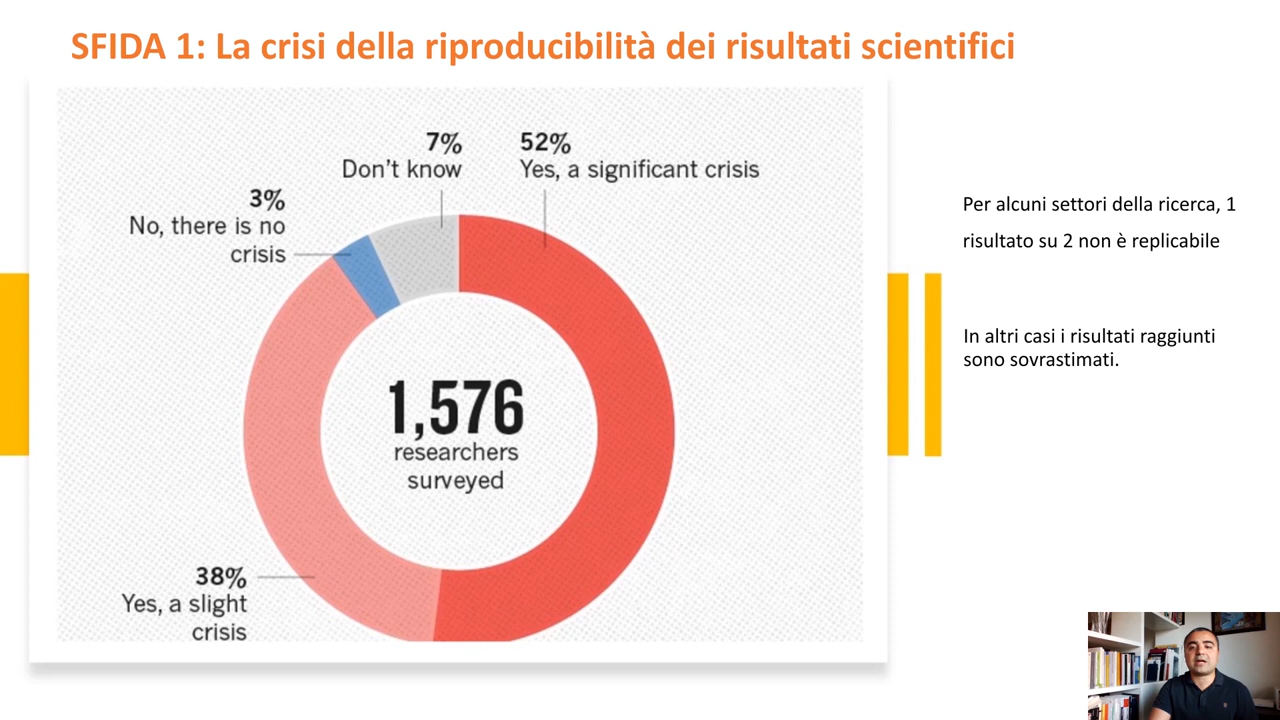 SFIDA 1: La crisi della riproducibilità dei risultati scientifici
7%
Don't know
52%
Yes, a significant crisis
3%
No, there is no
crisis
1,576
researchers
surveyed
38%
Yes, a slight
crisis
Per alcuni settori della ricerca, 1
risultato su 2 non è replicabile
In altri casi i risultati raggiunti
sono sovrastimati.